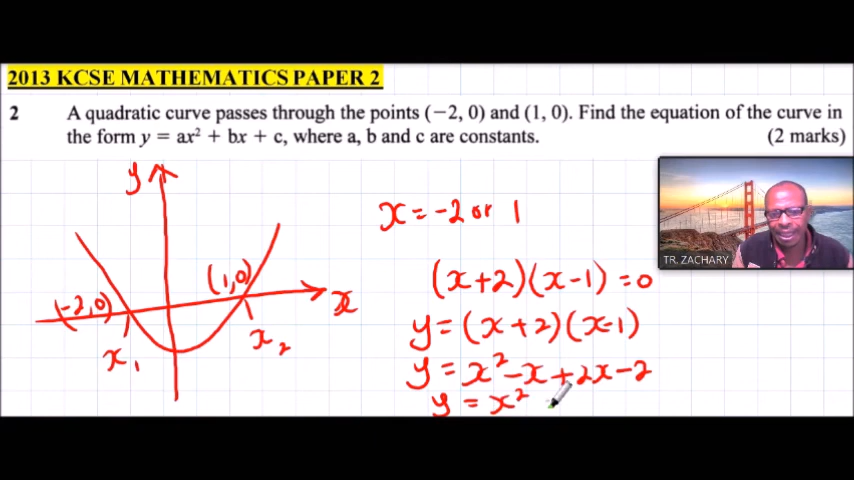 2013 KCSE MATHEMATICS PAPER 2
2 A quadratic curve passes through the points (−2, 0) and (1, 0). Find the equation of the curve in
the form y = ax² + bx + c, where a, b and c are constants. (2 marks)
y
x = -2 or 1
TR. ZACHARY
(1,0)
(x+2)(x-1) = 0
(-2,0)
x
y = (x+2)(x-1)
x₁
x₂
y = x² - x + 2x - 2
y = x²